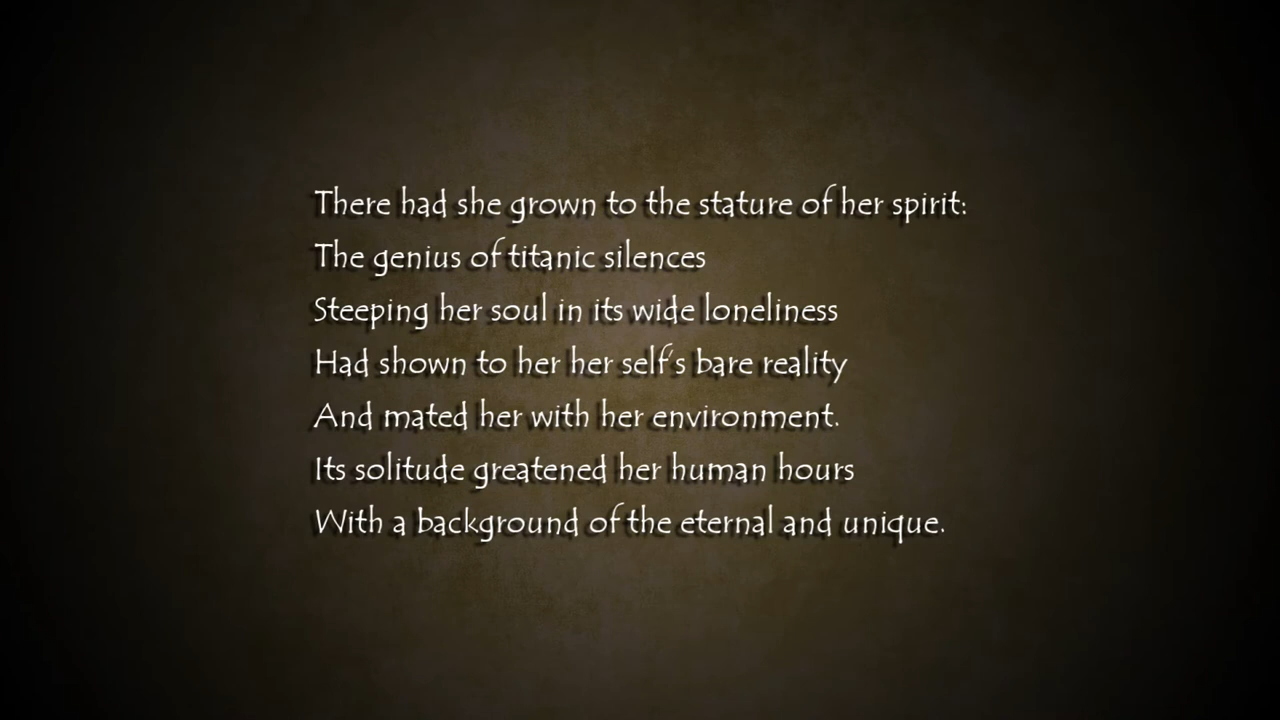 There had she grown to the stature of her spirit:
The genius of titanic silences
Steeping her soul in its wide loneliness
Had shown to her her self's bare reality
And mated her with her environment.
Its solitude greatened her human hours
With a background of the eternal and unique.